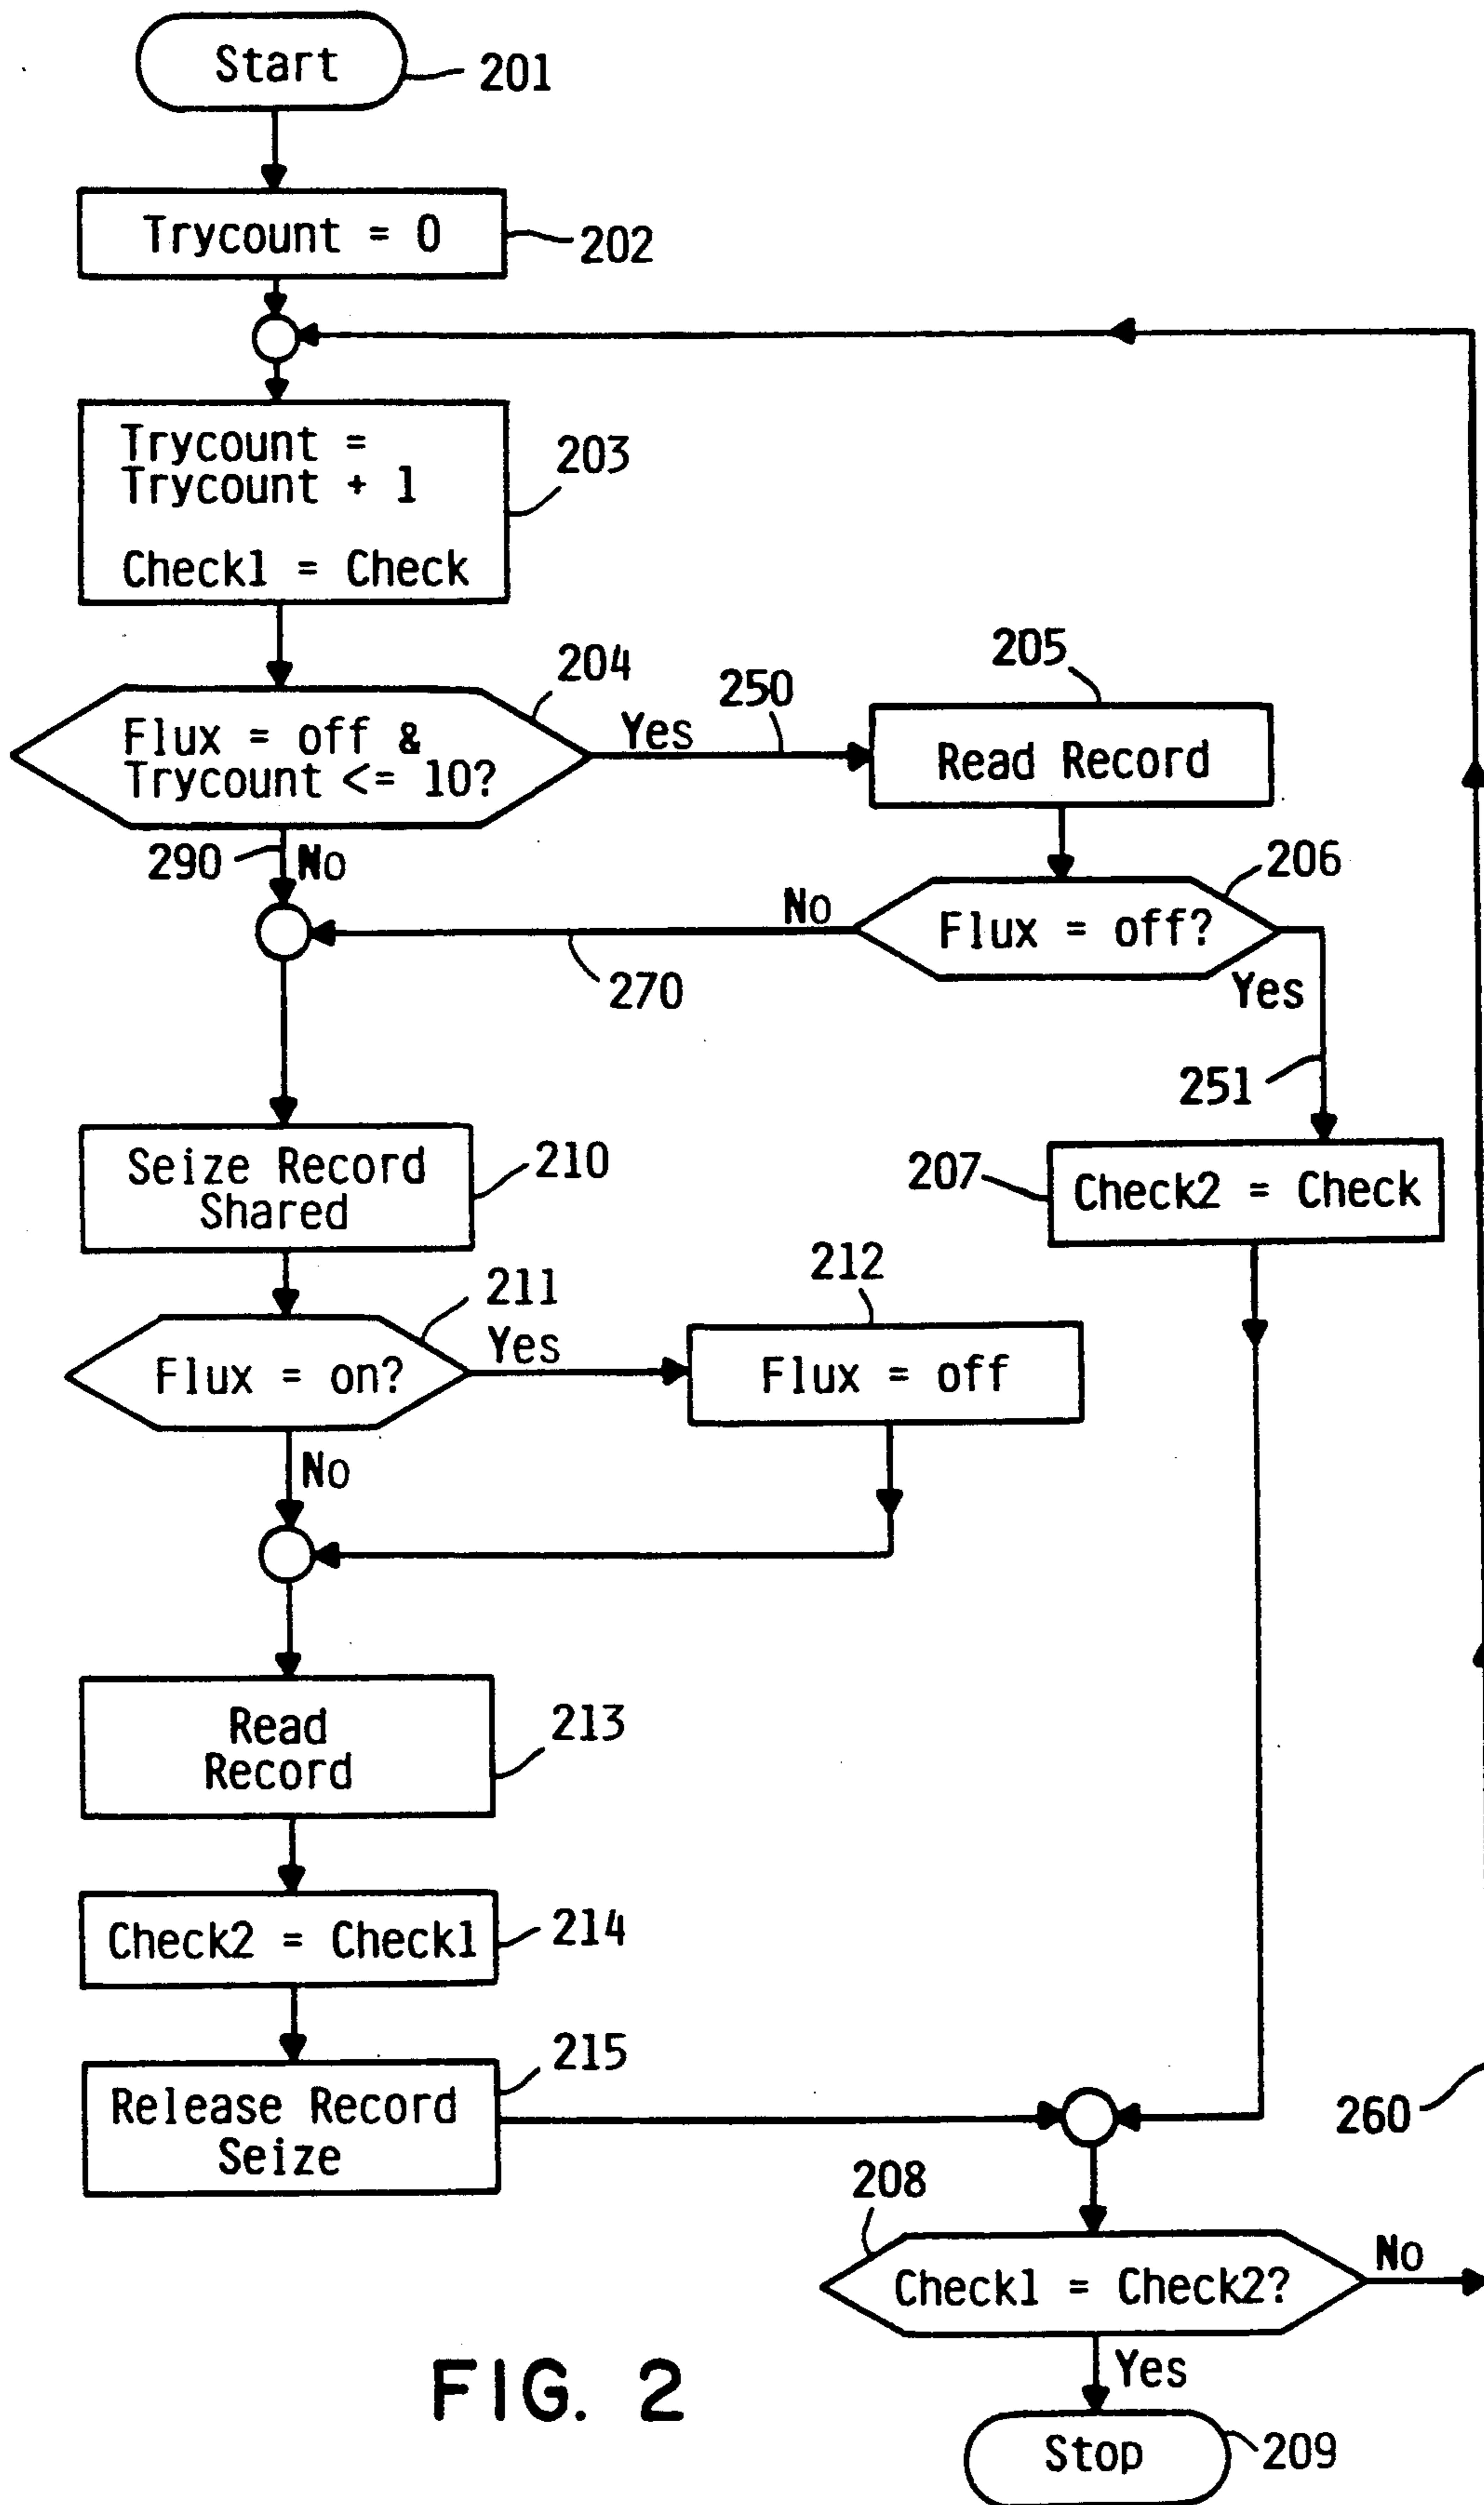 Start
201
Trycount = 0
202
Trycount =
Trycount + 1
Check1 = Check
203
204
Flux = off &
Trycount <= 10?
Yes
250
205
Read Record
290
No
206
Flux = off?
No
270
Yes
251
207
Check2 = Check
Seize Record
Shared
210
211
Flux = on?
Yes
212
Flux = off
No
Read
Record
213
Check2 = Check1
214
215
Release Record
Seize
260
208
Check1 = Check2?
No
Yes
Stop
209
FIG. 2